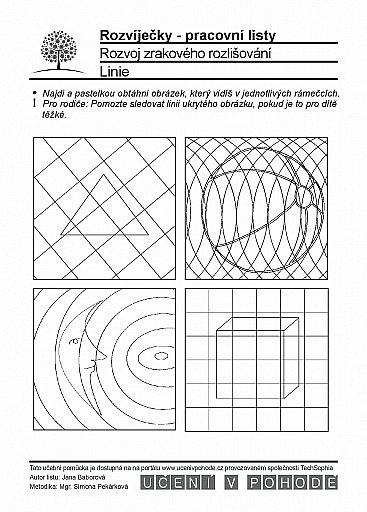 Rozvíječky - pracovní listy
Rozvoj zrakového rozlišování
Linie
• Najdi a pastelkou obtáhni obrázek, který vidíš v jednotlivých rámečcích.
! Pro rodiče: Pomozte sledovat linii ukrytého obrázku, pokud je to pro dítě
těžké.
Tato učební pomůcka je dostupná na na portálu www.ucenivpohode.cz provozovaném společností TechSophia
Autor listu: Jana Baborová
Metodika: Mgr. Simona Pekárková
UČENÍ V POHODĚ